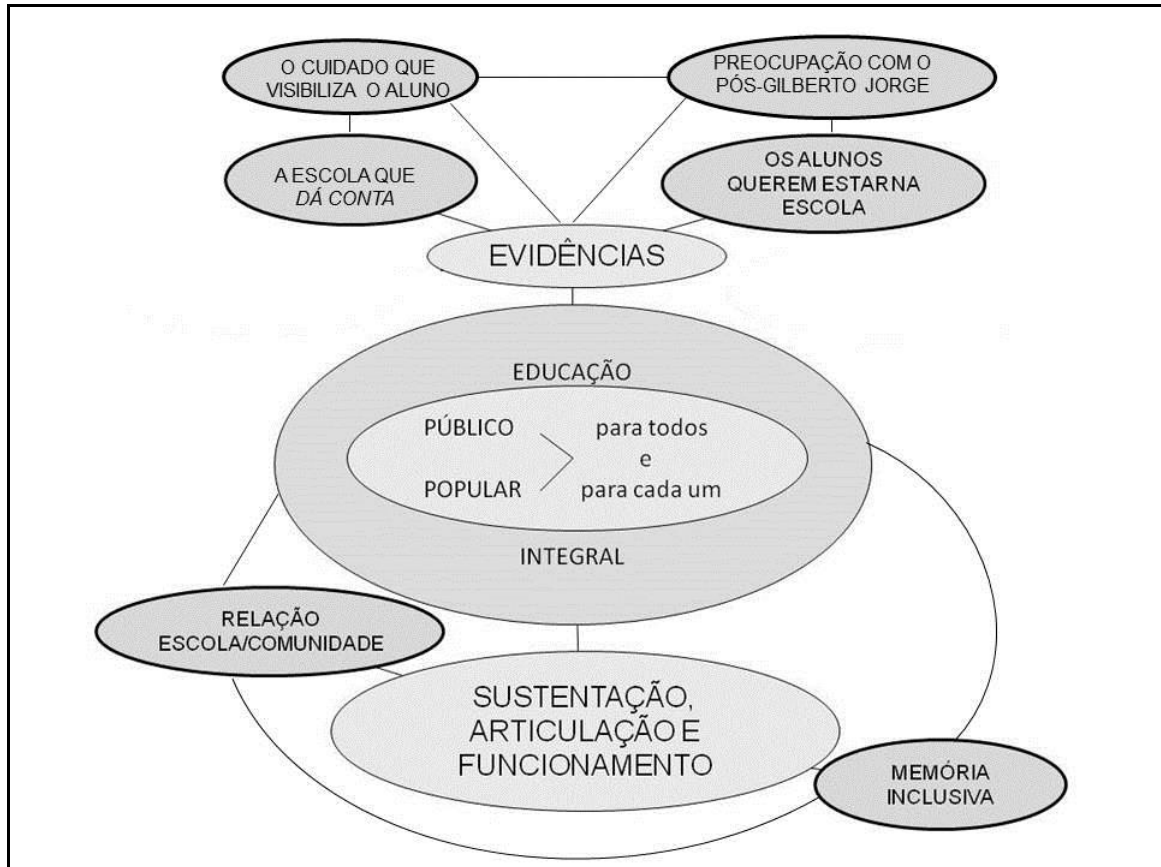 O CUIDADO QUE
VISIBILIZA O ALUNO
PREOCUPAÇÃO COM O
PÓS-GILBERTO JORGE
A ESCOLA QUE
DÁ CONTA
OS ALUNOS
QUEREM ESTAR NA
ESCOLA
EVIDÊNCIAS
EDUCAÇÃO
PÚBLICO para todos
e
POPULAR para cada um
INTEGRAL
RELAÇÃO
ESCOLA/COMUNIDADE
SUSTENTAÇÃO,
ARTICULAÇÃO E
FUNCIONAMENTO
MEMÓRIA
INCLUSIVA